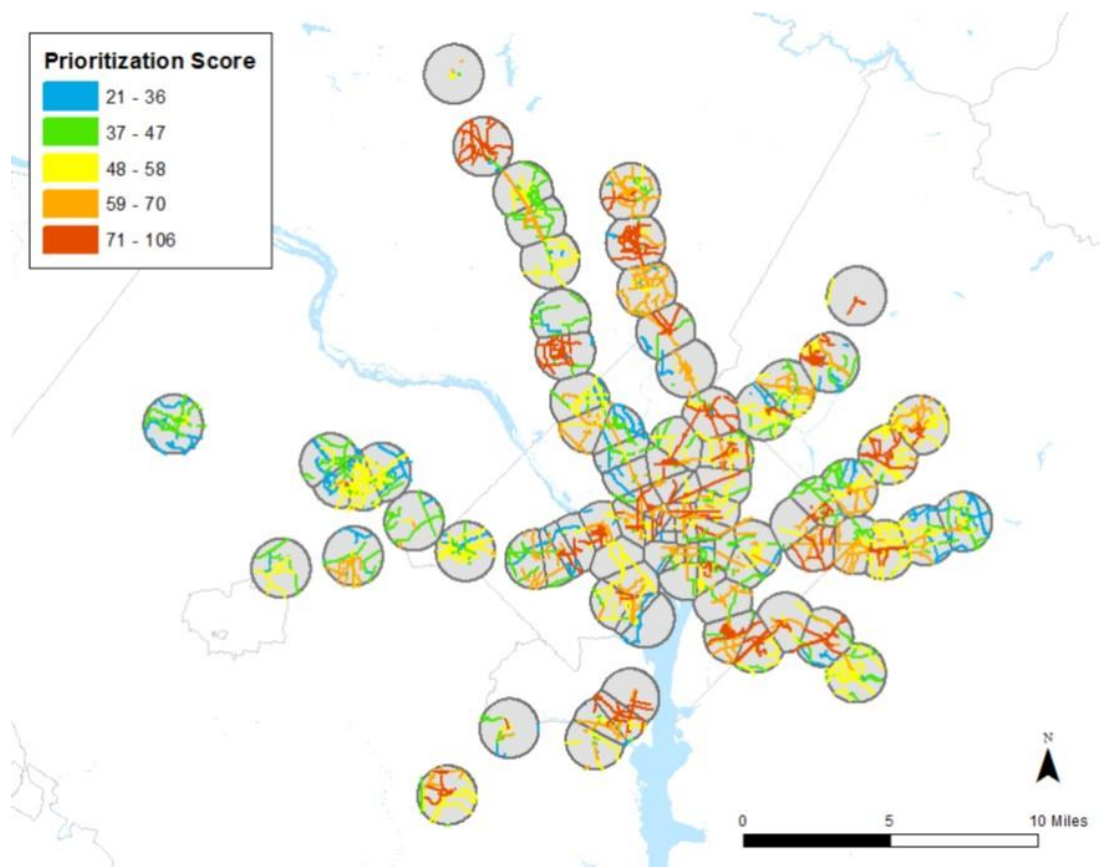 Prioritization Score
21 - 36
37 - 47
48 - 58
59 - 70
71 - 106
N
0 5 10 Miles